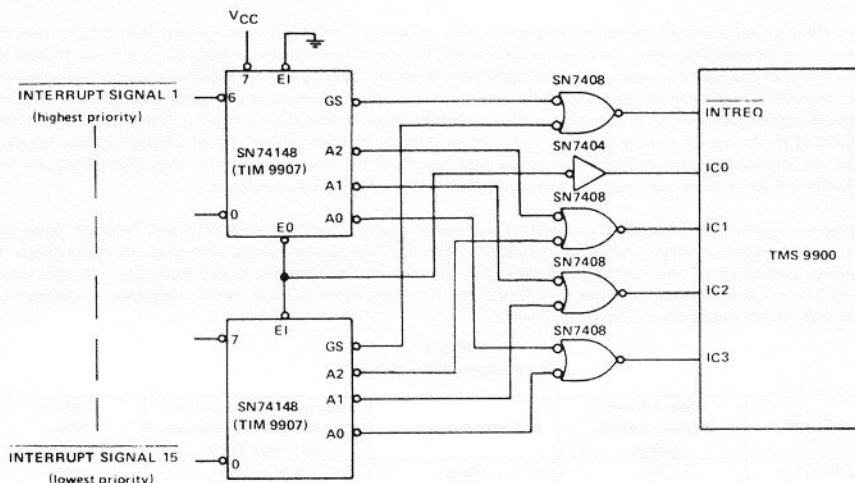 VCC
7
EI
INTERRUPT SIGNAL 1
(highest priority)
6
GS
SN74148
(TIM 9907)
A2
A1
A0
0
E0
EI
7
GS
A2
SN74148
(TIM 9907)
A1
A0
INTERRUPT SIGNAL 15
(lowest priority)
0
SN7408
INTREQ
SN7404
IC0
SN7408
IC1
TMS 9900
SN7408
IC2
SN7408
IC3